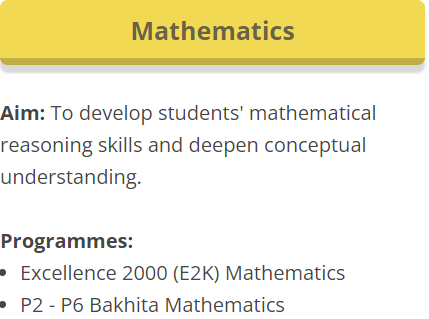 Mathematics
Aim: To develop students' mathematical
reasoning skills and deepen conceptual
understanding.
Programmes:
• Excellence 2000 (E2K) Mathematics
• P2 - P6 Bakhita Mathematics